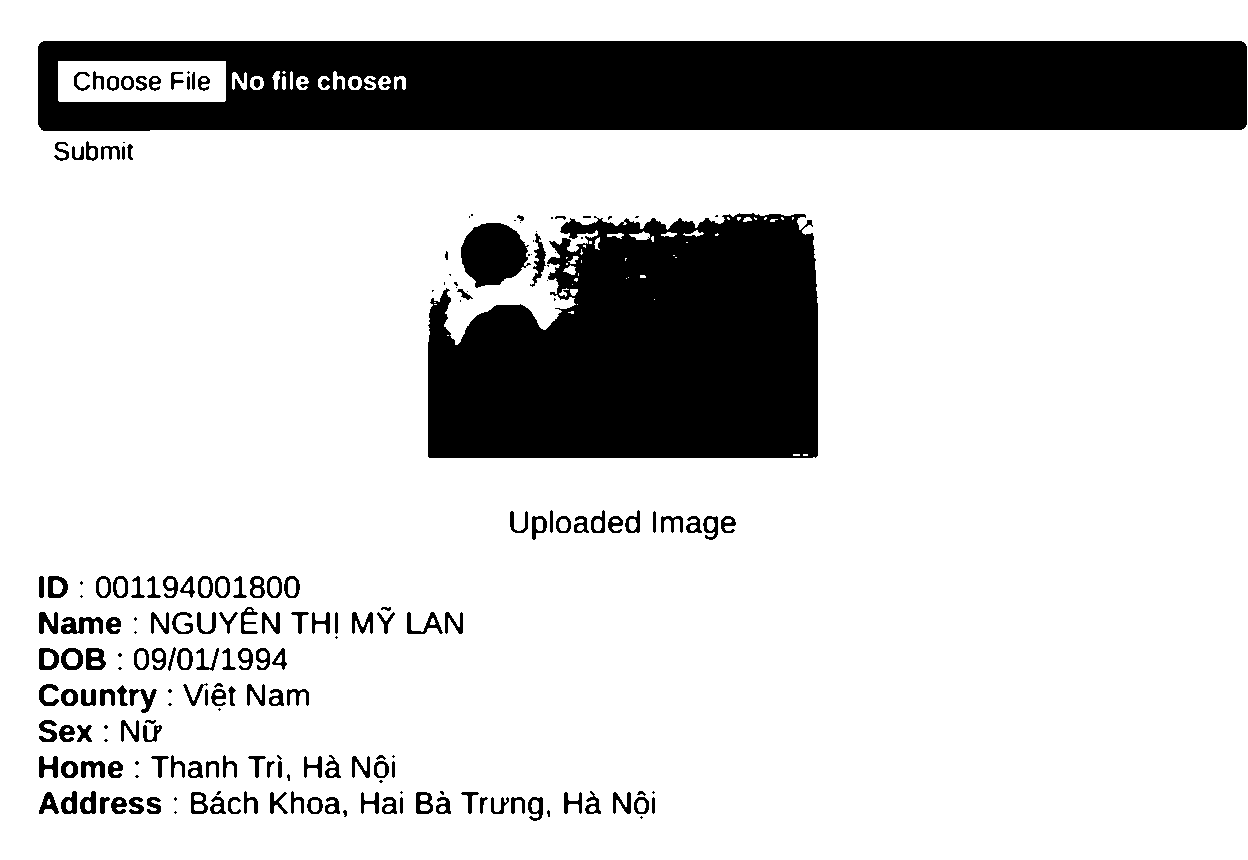 Choose File No file chosen
Submit
Uploaded Image
ID : 001194001800
Name : NGUYÊN THỊ MỸ LAN
DOB : 09/01/1994
Country : Việt Nam
Sex : Nữ
Home : Thanh Trì, Hà Nội
Address : Bách Khoa, Hai Bà Trưng, Hà Nội